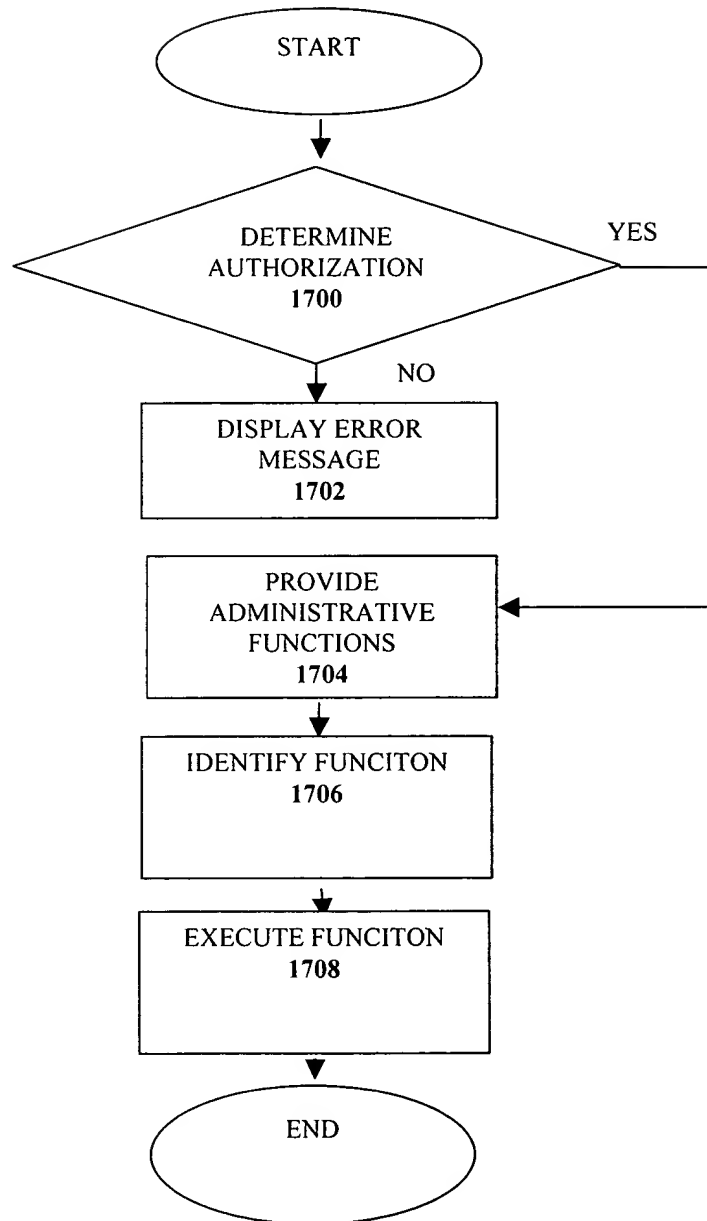 START
DETERMINE
AUTHORIZATION
1700
YES
NO
DISPLAY ERROR
MESSAGE
1702
PROVIDE
ADMINISTRATIVE
FUNCTIONS
1704
IDENTIFY FUNCITON
1706
EXECUTE FUNCITON
1708
END